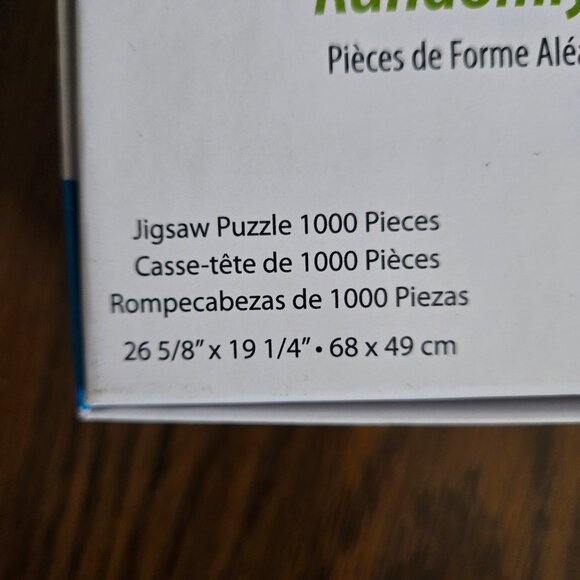 Pièces de Forme
Jigsaw Puzzle 1000 Pieces
Casse-tête de 1000 Pièces
Rompecabezas de 1000 Piezas
26 5/8” x 19 1/4” • 68 x 49 cm